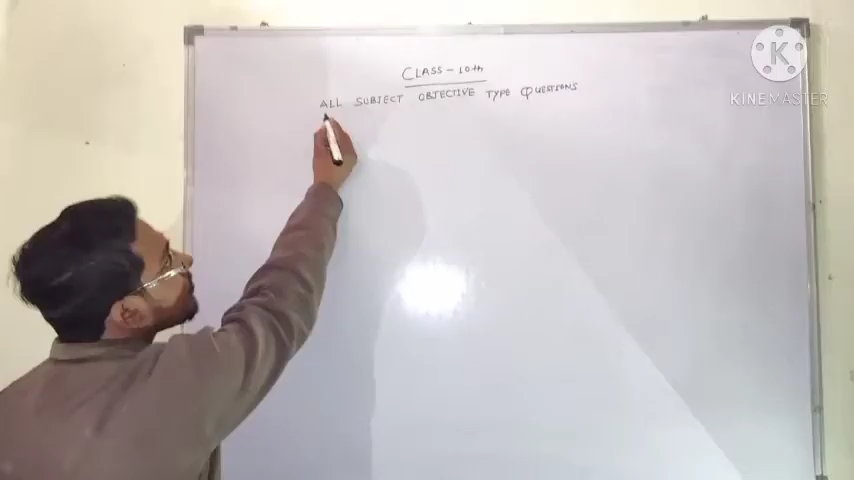 CLASS - 10th
ALL SUBJECT OBJECTIVE TYPE QUESTIONS
KINEMASTER